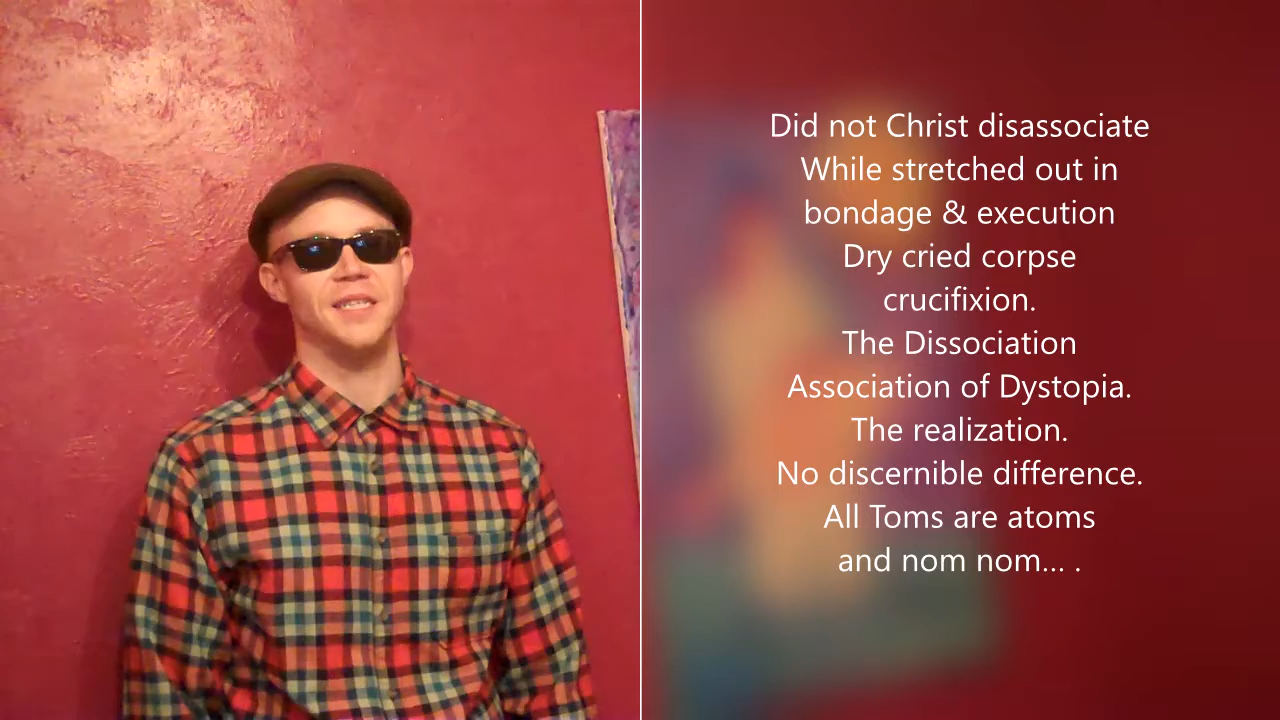 Did not Christ disassociate
While stretched out in
bondage & execution
Dry cried corpse
crucifixion.
The Dissociation
Association of Dystopia.
The realization.
No discernible difference.
All Toms are atoms
and nom nom... .